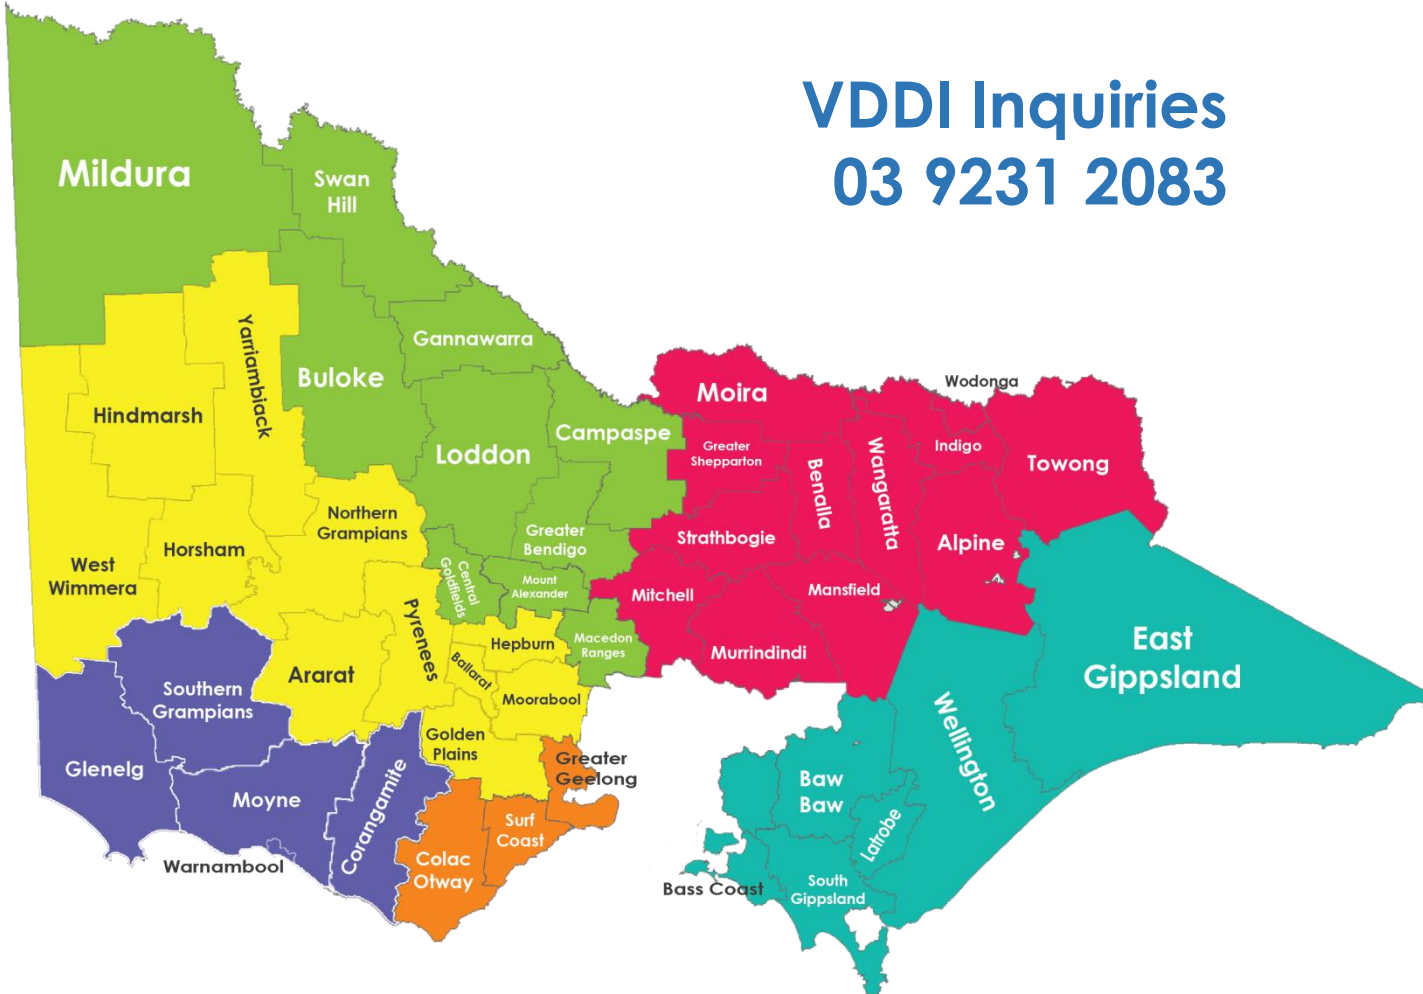 VDDI Inquiries
03 9231 2083
Mildura
Swan
Hill
Gannawarra
Yarriambiack
Buloke
Hindmarsh
Campaspe
Loddon
Northern
Grampians
Greater
Bendigo
Horsham
West
Wimmera
Central
Goldfields
Mount
Alexander
Macedon
Ranges
Pyrenees
Hepburn
Ballarat
Moorabool
Ararat
Golden
Plains
Southern
Grampians
Glenelg
Moyne
Corangamite
Warnambool
Greater
Geelong
Surf
Coast
Colac
Otway
Moira
Wodonga
Greater
Shepparton
Benalla
Wangaratta
Indigo
Towong
Strathbogie
Alpine
Mitchell
Mansfield
Murrindindi
East
Gippsland
Wellington
Baw
Baw
Latrobe
Bass Coast
South
Gippsland